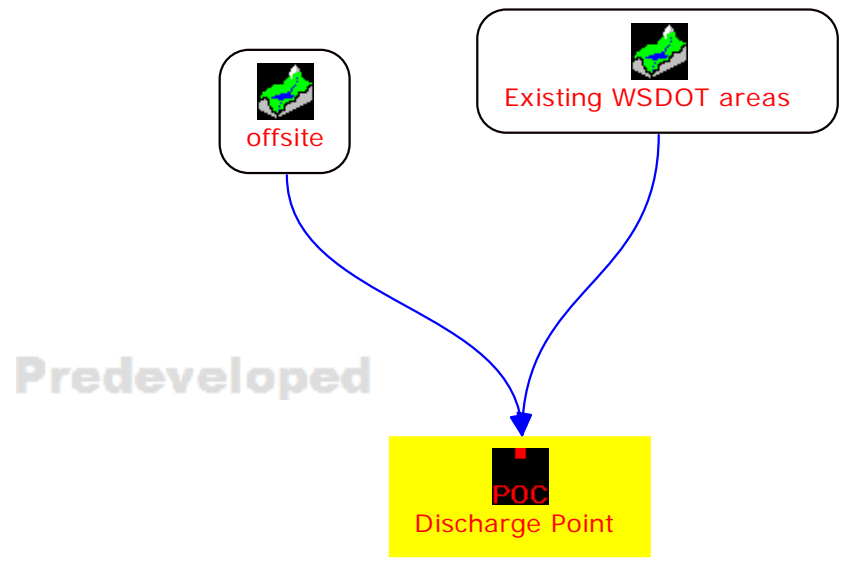 Existing WSDOT areas
offsite
Predeveloped
POC
Discharge Point